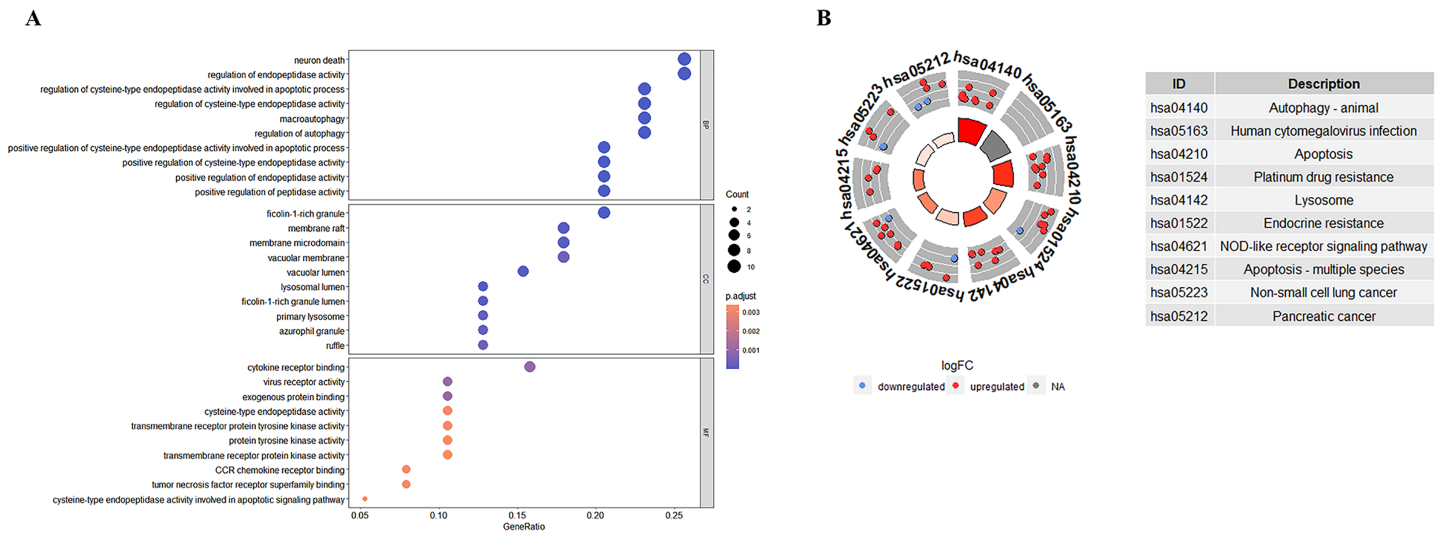 A
neuron death
regulation of endopeptidase activity
regulation of cysteine-type endopeptidase activity involved in apoptotic process
regulation of cysteine-type endopeptidase activity
macroautophagy
regulation of autophagy
positive regulation of cysteine-type endopeptidase activity involved in apoptotic process
positive regulation of cysteine-type endopeptidase activity
positive regulation of endopeptidase activity
positive regulation of peptidase activity
BP
ficolin-1-rich granule
membrane raft
membrane microdomain
vacuolar membrane
vacuolar lumen
lysosomal lumen
ficolin-1-rich granule lumen
primary lysosome
azurophil granule
ruffle
CC
cytokine receptor binding
virus receptor activity
exogenous protein binding
cysteine-type endopeptidase activity
transmembrane receptor protein tyrosine kinase activity
protein tyrosine kinase activity
transmembrane receptor protein kinase activity
CCR chemokine receptor binding
tumor necrosis factor receptor superfamily binding
cysteine-type endopeptidase activity involved in apoptotic signaling pathway
MF
0.05 0.10 0.15 0.20 0.25
GeneRatio
Count
2
4
6
8
10
p.adjust
0.003
0.002
0.001
B
hsa04140
hsa05163
hsa04210
hsa01524
hsa04142
hsa01522
hsa04621
hsa04215
hsa05223
hsa05212
logFC
downregulated upregulated NA
ID Description
hsa04140 Autophagy - animal
hsa05163 Human cytomegalovirus infection
hsa04210 Apoptosis
hsa01524 Platinum drug resistance
hsa04142 Lysosome
hsa01522 Endocrine resistance
hsa04621 NOD-like receptor signaling pathway
hsa04215 Apoptosis - multiple species
hsa05223 Non-small cell lung cancer
hsa05212 Pancreatic cancer